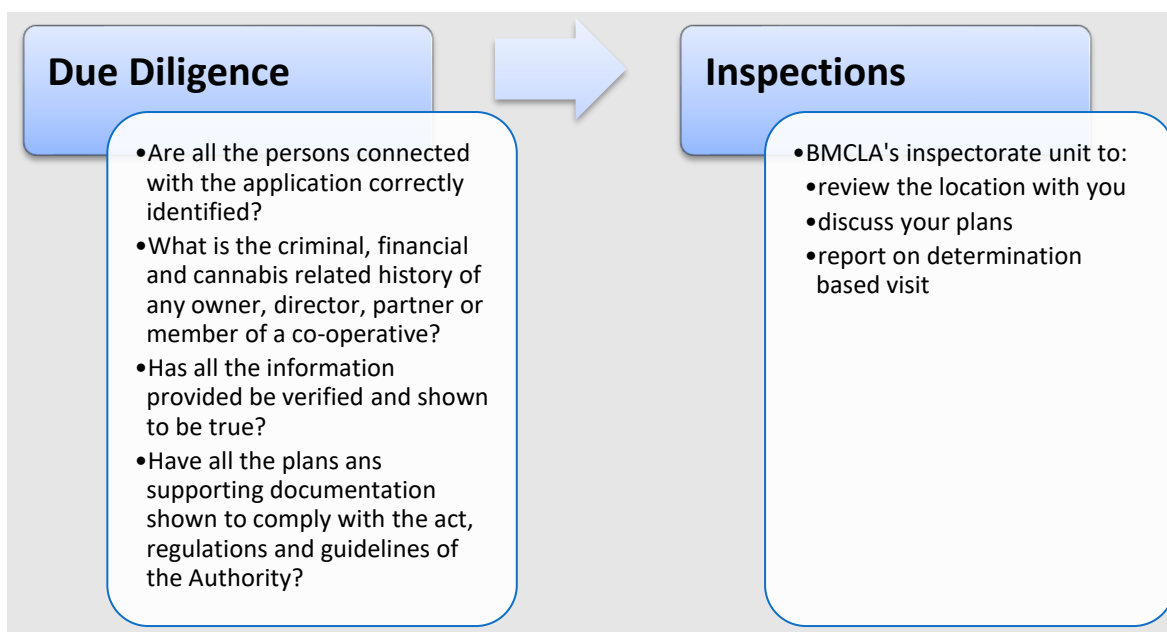 Due Diligence
•Are all the persons connected
with the application correctly
identified?
•What is the criminal, financial
and cannabis related history of
any owner, director, partner or
member of a co-operative?
•Has all the information
provided be verified and shown
to be true?
•Have all the plans ans
supporting documentation
shown to comply with the act,
regulations and guidelines of
the Authority?
Inspections
•BMCLA's inspectorate unit to:
•review the location with you
•discuss your plans
•report on determination
based visit